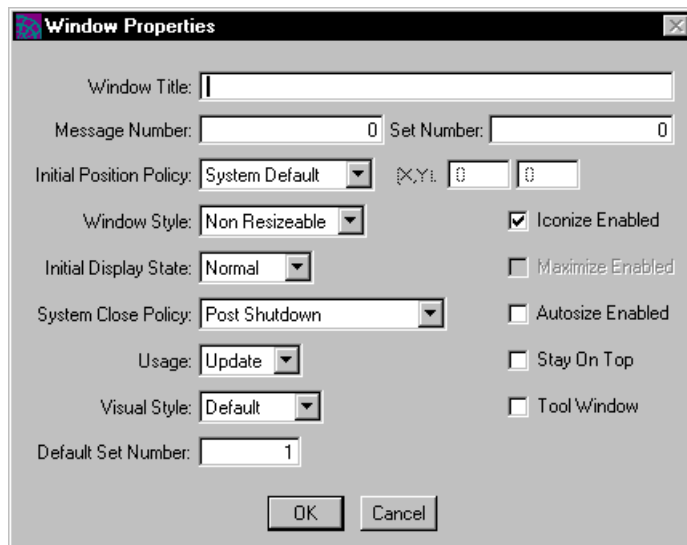 Window Properties
Window Title:
Message Number: 0 Set Number: 0
Initial Position Policy: System Default (X,Y): 0 0
Window Style: Non Resizeable Iconize Enabled
Initial Display State: Normal Maximize Enabled
System Close Policy: Post Shutdown Autosize Enabled
Usage: Update Stay On Top
Visual Style: Default Tool Window
Default Set Number: 1
OK Cancel